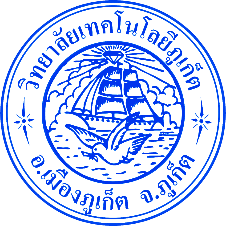 วิทยาลัยเทคโนโลยีภูเก็ต
อ.เมืองภูเก็ต จ.ภูเก็ต